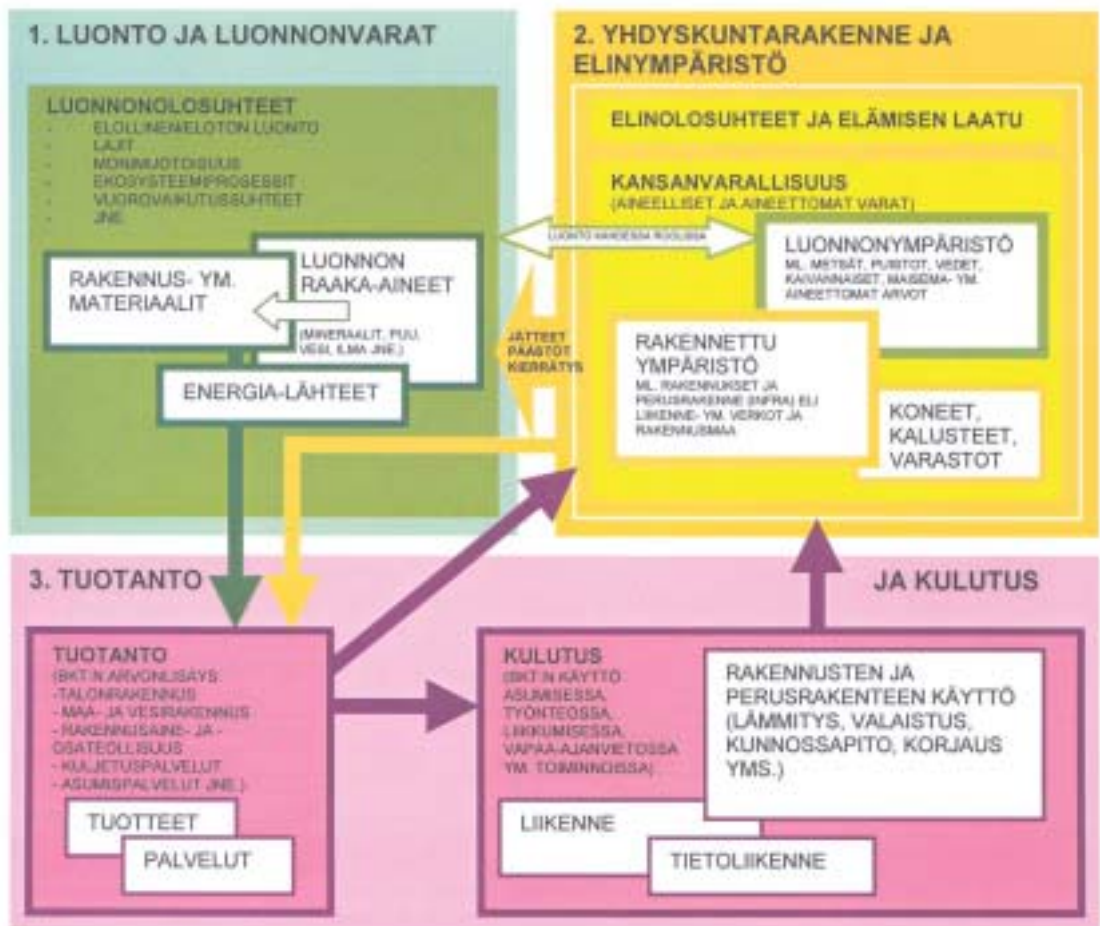 1. LUONTO JA LUONNONVARAT
LUONNONOLOSUHTEET
- ELOLLINEN/ELOTON LUONTO
- LAJIT
- MONIMUOTOISUUS
- EKOSYSTEEMIPROSESSIT
- VUOROVAIKUTUSSUHTEET
- JNE.
RAKENNUS- YM.
MATERIAALIT
LUONNON
RAAKA-AINEET
(MINERAALIT, PUU,
VESI, ILMA JNE.)
ENERGIA-LÄHTEET
LUONTO KAHDESSA ROOLISSA
JÄTTEET
PÄÄSTÖT
KIERRÄTYS
2. YHDYSKUNTARAKENNE JA
ELINYMPÄRISTÖ
ELINOLOSUHTEET JA ELÄMISEN LAATU
KANSANVARALLISUUS
(AINEELLISET JA AINEETTOMAT VARAT)
LUONNONYMPÄRISTÖ
ML. METSÄT, PUISTOT, VEDET,
KAIVANNAISET, MAISEMA- YM.
AINEETTOMAT ARVOT
RAKENNETTU
YMPÄRISTÖ
ML. RAKENNUKSET JA
PERUSRAKENNE (INFRA) ELI
LIIKENNE- YM. VERKOT JA
RAKENNUSMAA
KONEET,
KALUSTEET,
VARASTOT
3. TUOTANTO
JA KULUTUS
TUOTANTO
(BKT:N ARVONLISÄYS
-TALONRAKENNUS
- MAA- JA VESIRAKENNUS
- RAKENNUSAINE- JA -
OSATEOLLISUUS
- KULJETUSPALVELUT
- ASUMISPALVELUT JNE.)
TUOTTEET
PALVELUT
KULUTUS
(BKT:N KÄYTTÖ
ASUMISESSA,
TYÖNTEOSSA,
LIIKKUMISESSA,
VAPAA-AJANVIETOSSA
YM. TOIMINNOISSA)
RAKENNUSTEN JA
PERUSRAKENTEEN KÄYTTÖ
(LÄMMITYS, VALAISTUS,
KUNNOSSAPITO, KORJAUS
YMS.)
LIIKENNE
TIETOLIIKENNE